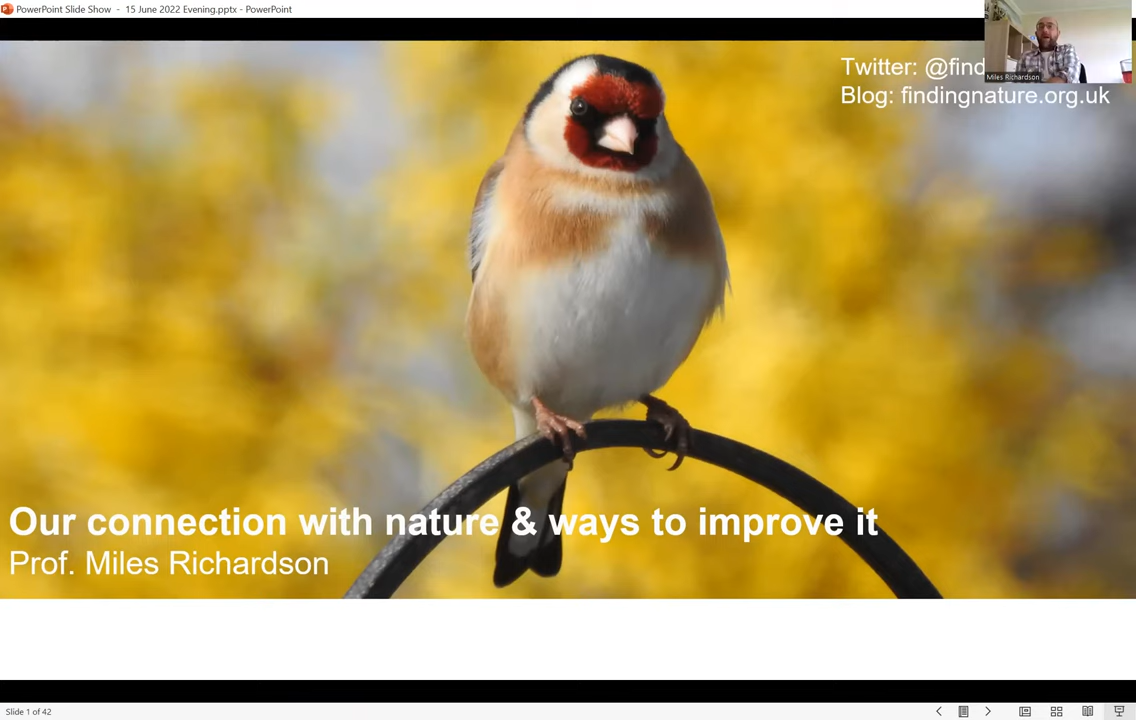 PowerPoint Slide Show - 15 June 2022 Evening.pptx - PowerPoint
Twitter: @find
Miles Richardson
Blog: findingnature.org.uk
Our connection with nature & ways to improve it
Prof. Miles Richardson
Slide 1 of 42